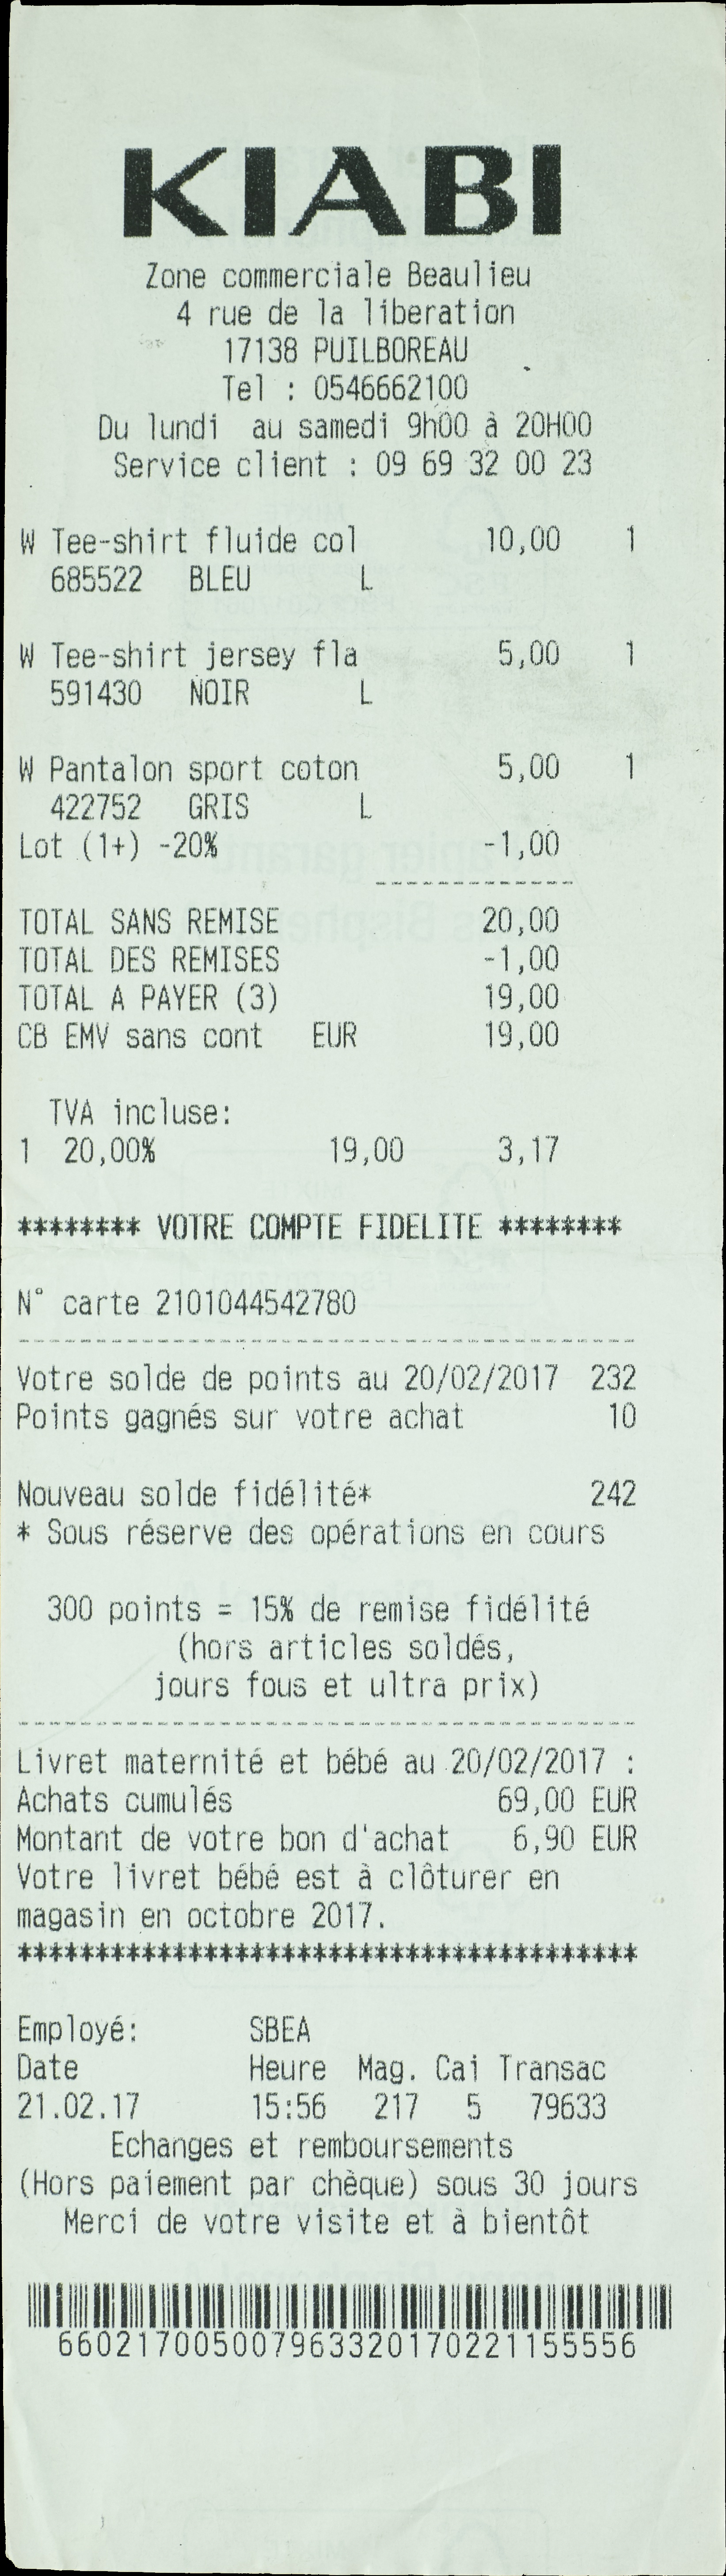 KIABI
Zone commerciale Beaulieu
4 rue de la liberation
17138 PUILBOREAU
Tel : 0546662100
Du lundi  au samedi 9h00 à 20H00
Service client : 09 69 32 00 23
W Tee-shirt fluide col 10,00 1
685522 BLEU L
W Tee-shirt jersey fla 5,00 1
591430 NOIR L
W Pantalon sport coton 5,00 1
422752 GRIS L
Lot (1+) -20% -1,00
------------
TOTAL SANS REMISE 20,00
TOTAL DES REMISES -1,00
TOTAL A PAYER (3) 19,00
CB EMV sans cont EUR 19,00
TVA incluse:
1 20,00% 19,00 3,17
******** VOTRE COMPTE FIDELITE ********
N° carte 2101044542780
----------------------------------------
Votre solde de points au 20/02/2017 232
Points gagnés sur votre achat 10
Nouveau solde fidélité* 242
* Sous réserve des opérations en cours
300 points = 15% de remise fidélité
(hors articles soldés,
jours fous et ultra prix)
----------------------------------------
Livret maternité et bébé au 20/02/2017 :
Achats cumulés 69,00 EUR
Montant de votre bon d'achat 6,90 EUR
Votre livret bébé est à clôturer en
magasin en octobre 2017.
****************************************
Employé: SBEA
Date Heure Mag. Cai Transac
21.02.17 15:56 217 5 79633
Echanges et remboursements
(Hors paiement par chèque) sous 30 jours
Merci de votre visite et à bientôt
660217005007963320170221155556